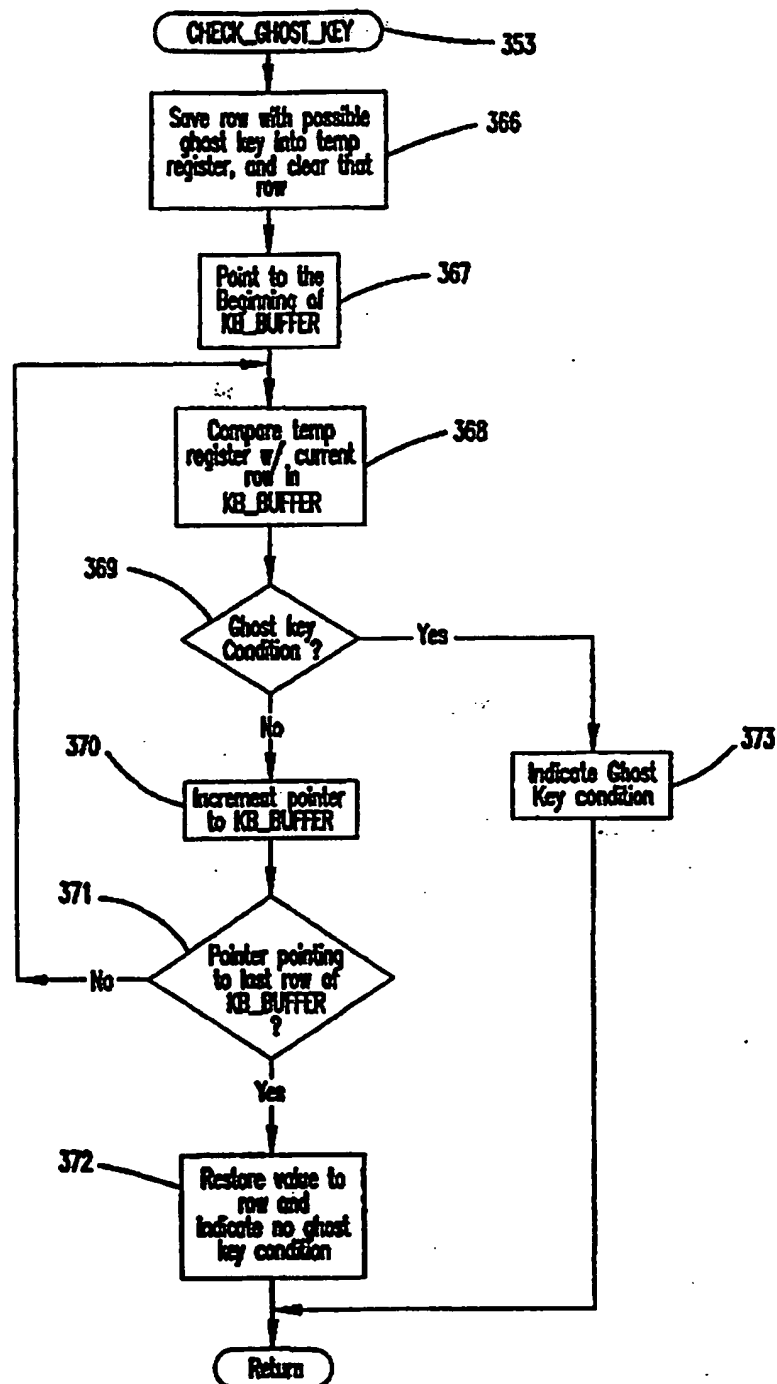 CHECK_GHOST_KEY
353
Save row with possible
ghost key into temp
register, and clear that
row
366
Point to the
Beginning of
KB_BUFFER
367
Compare temp
register w/ current
row in
KB_BUFFER
368
369
Ghost key
Condition ?
Yes
No
370
Increment pointer
to KB_BUFFER
373
Indicate Ghost
Key condition
371
Pointer pointing
to last row of
KB_BUFFER
?
No
Yes
372
Restore value to
row and
indicate no ghost
key condition
Return